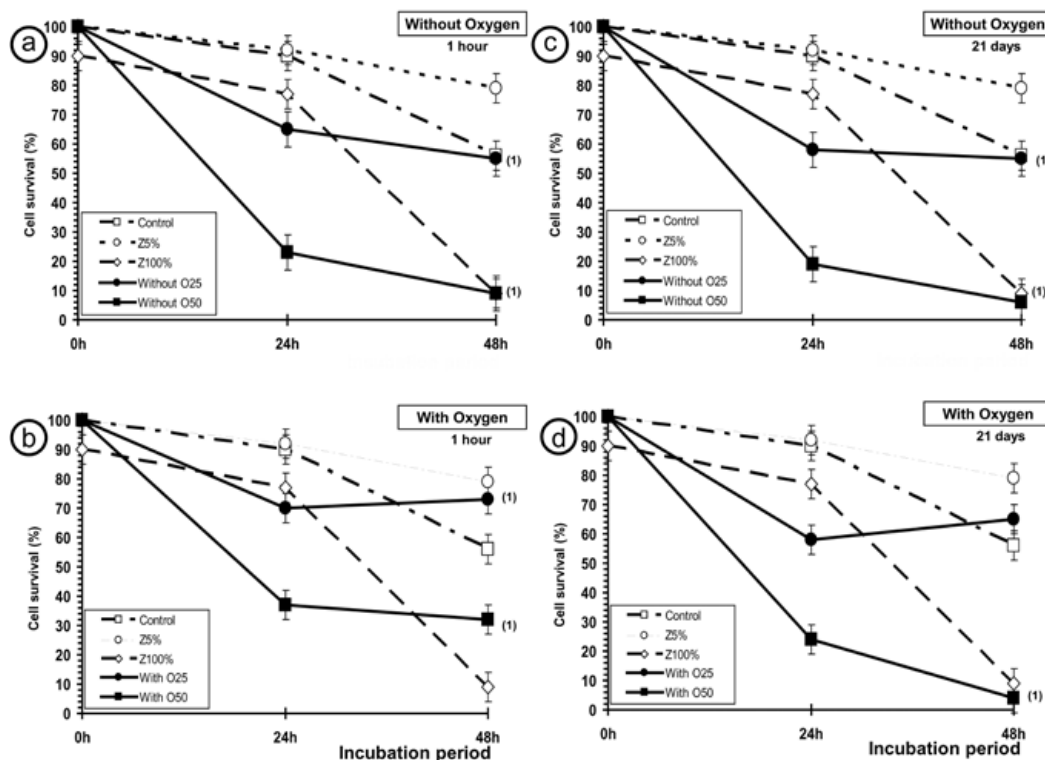 a
Without Oxygen
1 hour
Cell survival (%)
100
90
80
70
60
50
40
30
20
10
0
(1)
(1)
Control
Z5%
Z100%
Without O25
Without O50
0h
24h
48h
c
Without Oxygen
21 days
Cell survival (%)
100
90
80
70
60
50
40
30
20
10
0
(1
(1)
Control
Z5%
Z100%
Without O25
Without O50
0h
24h
48h
b
With Oxygen
1 hour
Cell survival (%)
100
90
80
70
60
50
40
30
20
10
0
(1)
(1)
Control
Z5%
Z100%
With O25
With O50
0h
24h
48h
Incubation period
d
With Oxygen
21 days
Cell survival (%)
100
90
80
70
60
50
40
30
20
10
0
(1)
Control
Z5%
Z100%
With O25
With O50
0h
24h
48h
Incubation period